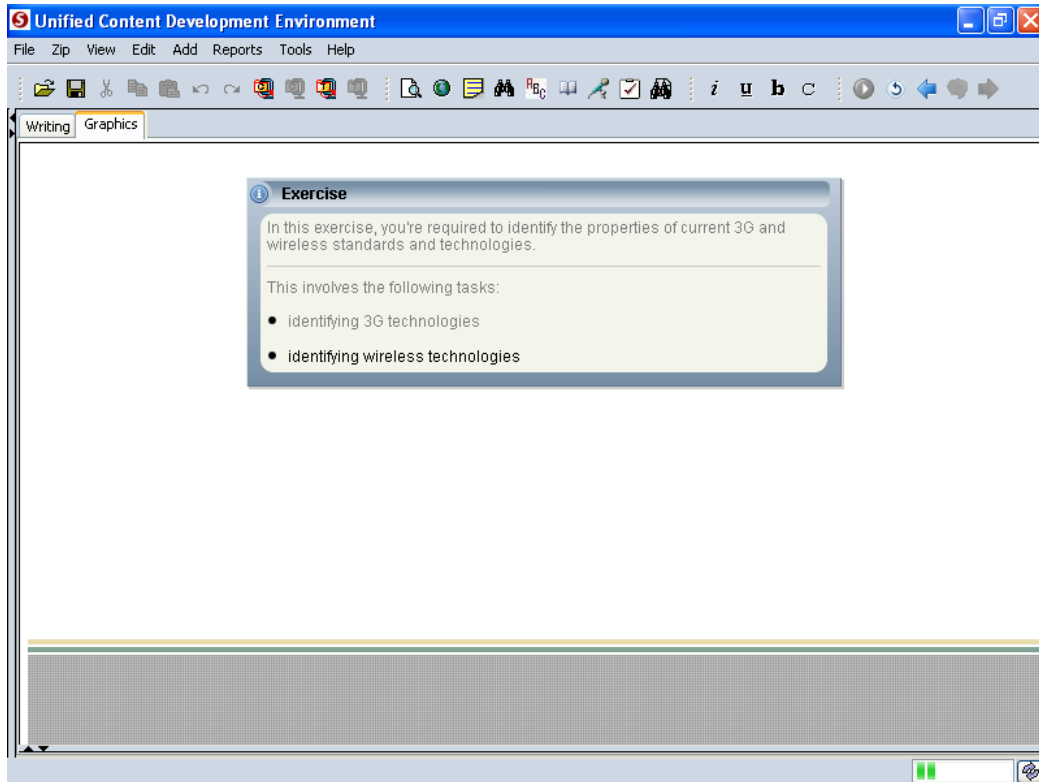 Unified Content Development Environment
File Zip View Edit Add Reports Tools Help
i u b C
Writing Graphics
Exercise
In this exercise, you're required to identify the properties of current 3G and
wireless standards and technologies.
This involves the following tasks:
identifying 3G technologies
identifying wireless technologies